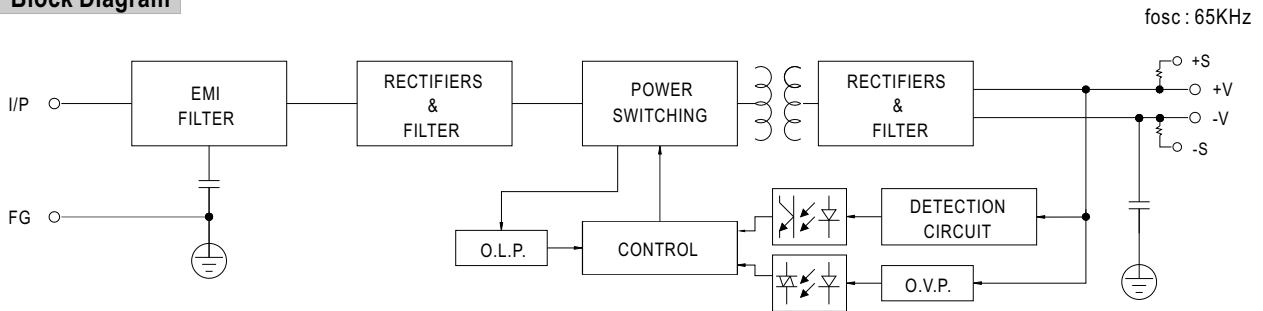 Block Diagram
fosc : 65KHz
I/P
EMI
FILTER
RECTIFIERS
&
FILTER
POWER
SWITCHING
RECTIFIERS
&
FILTER
+S
+V
-V
-S
FG
O.L.P.
CONTROL
DETECTION
CIRCUIT
O.V.P.